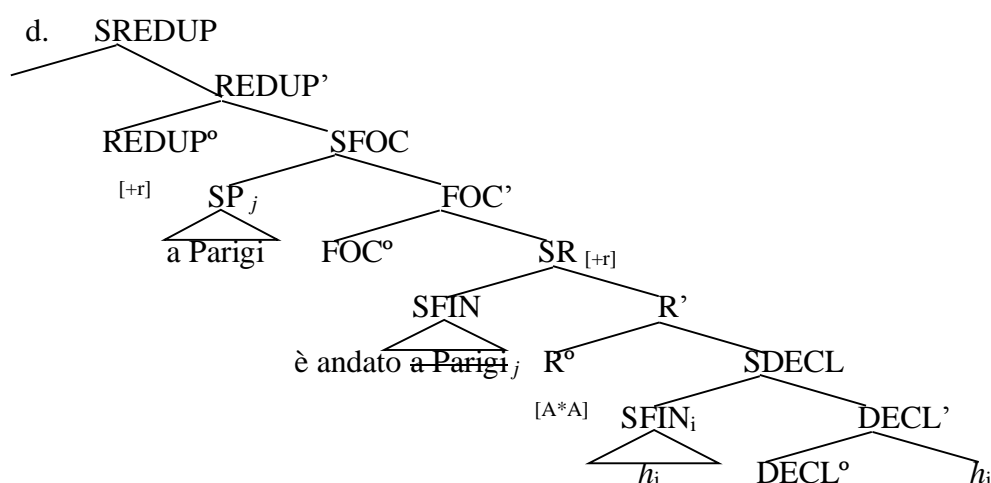 d. SREDUP
REDUP’
REDUPº SFOC
[+r] SP j FOC’
a Parigi FOCº SR [+r]
SFIN R’
è andato a Parigi j Rº SDECL
[A*A] SFINi DECL’
hi DECLº hi